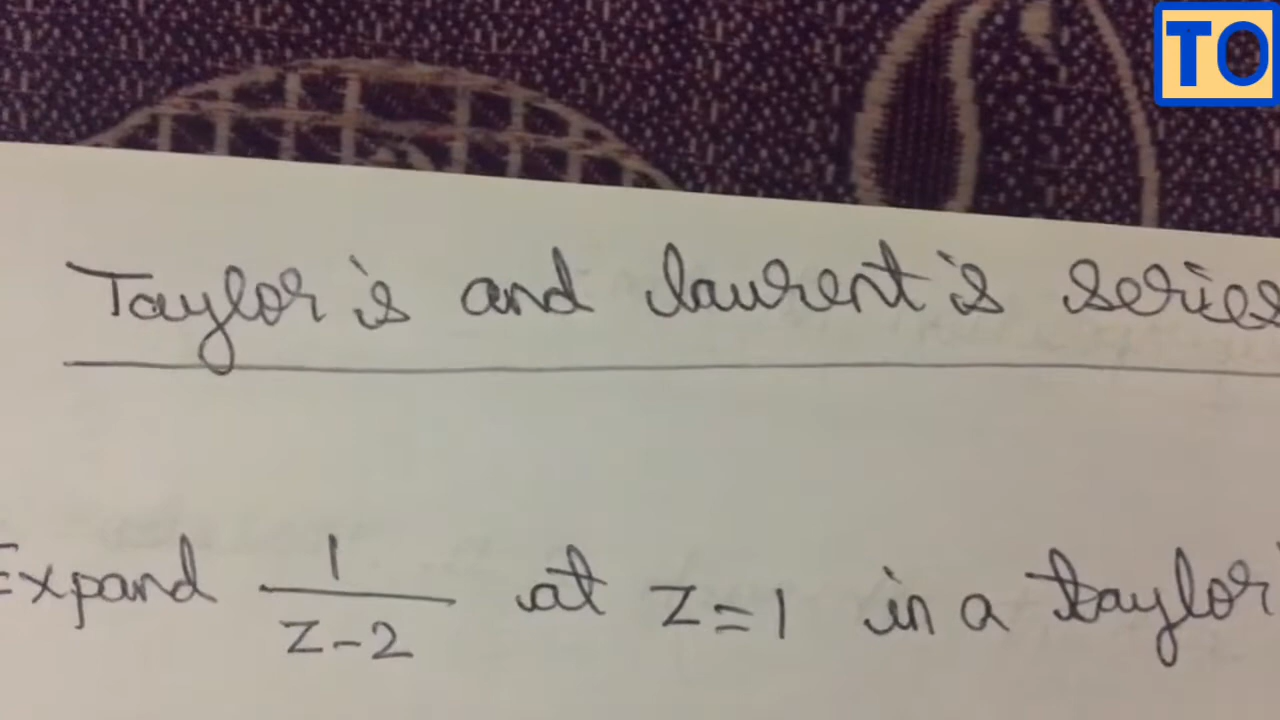 TO
Taylor's and laurent's series
Expand 1/(z-2) at z=1 in a taylor'